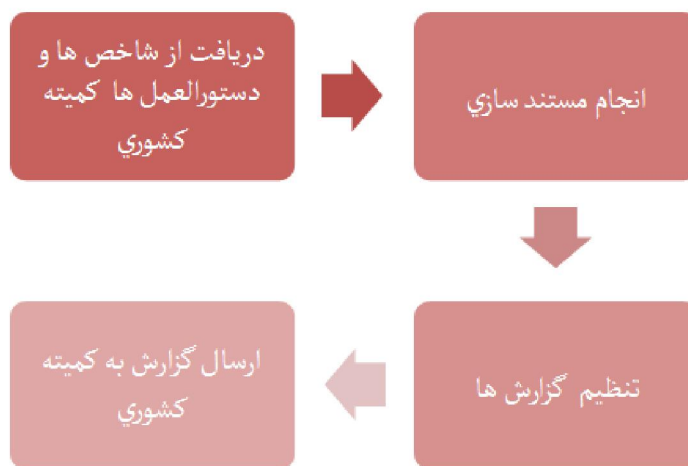 دريافت از شاخص ها و
دستورالعمل ها کميته
کشوري
انجام مستند سازي
تنظيم گزارش ها
ارسال گزارش به کميته
کشوري